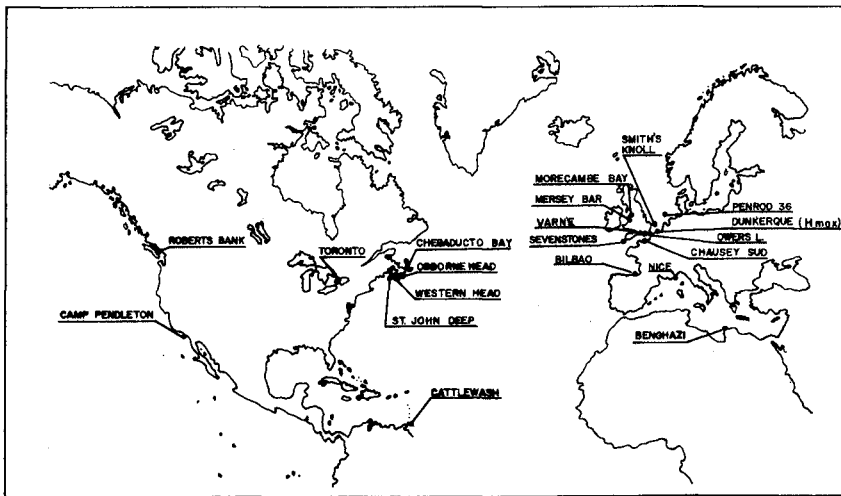 SMITH'S
KNOLL
MORECAMBE BAY
MERSEY BAR
PENROD 36
VARNE
DUNKERQUE (H max)
SEVENSTONES
OWERS L.
CHAUSEY SUD
BILBAO
NICE
BENGHAZI
ROBERTS BANK
TORONTO
CHEBADUCTO BAY
OSBORNE HEAD
WESTERN HEAD
ST. JOHN DEEP
CAMP PENDLETON
CATTLEWASH